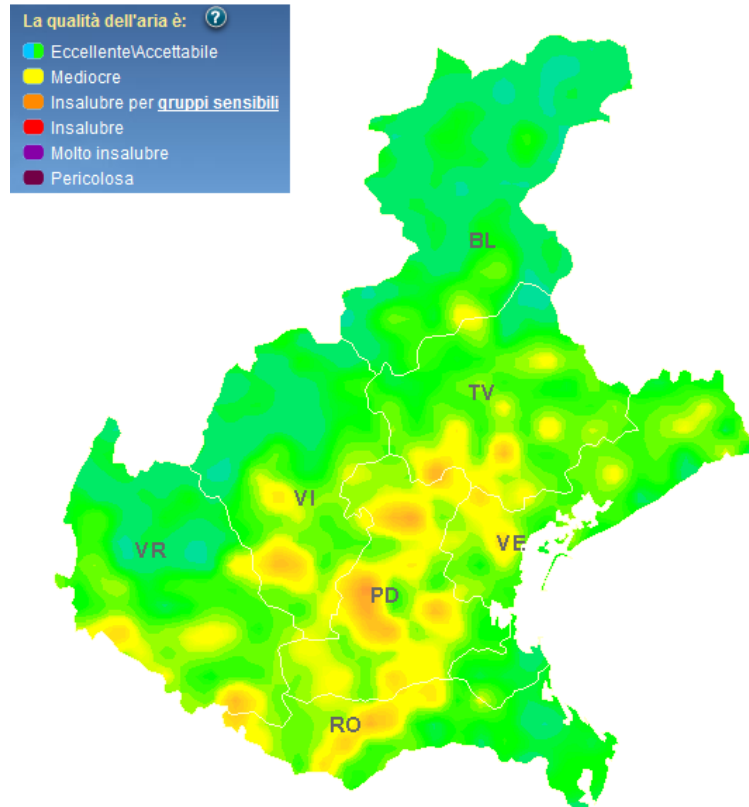 La qualità dell'aria è: ?
Eccellente\Accettabile
Mediocre
Insalubre per gruppi sensibili
Insalubre
Molto insalubre
Pericolosa
BL
TV
VI
VE
VR
PD
RO